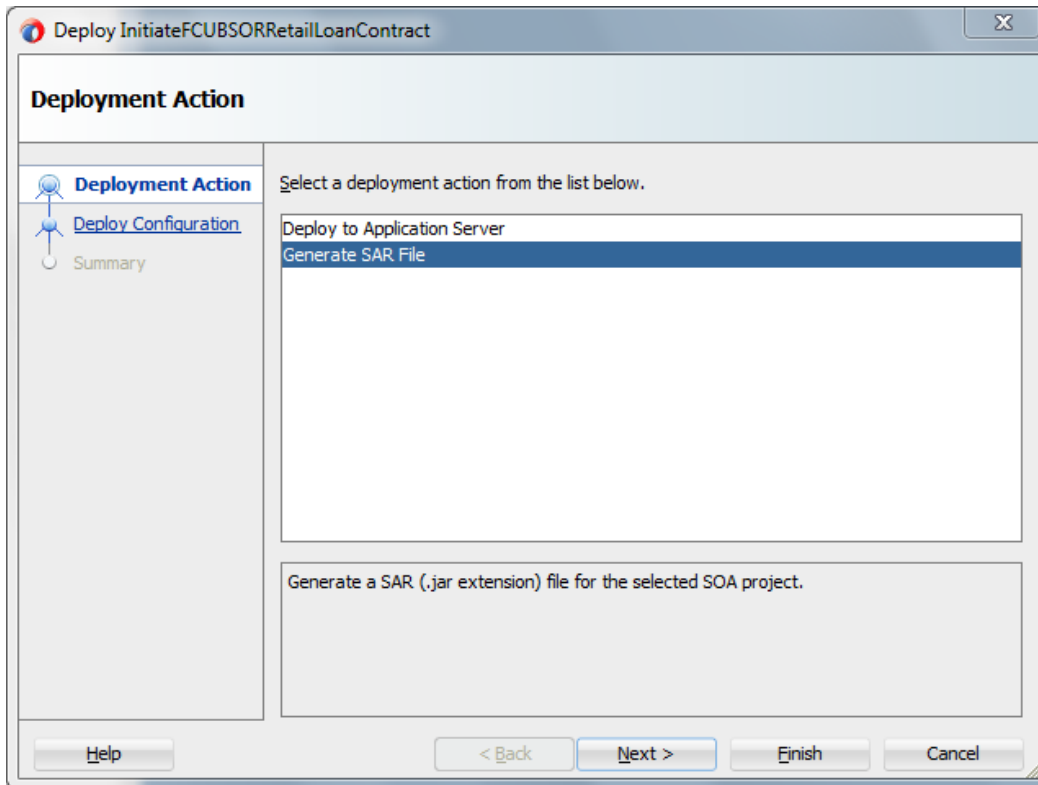 Deploy InitiateFCUBSORRetailLoanContract
Deployment Action
Deployment Action
Deploy Configuration
Summary
Select a deployment action from the list below.
Deploy to Application Server
Generate SAR File
Generate a SAR (.jar extension) file for the selected SOA project.
Help
< Back
Next >
Finish
Cancel